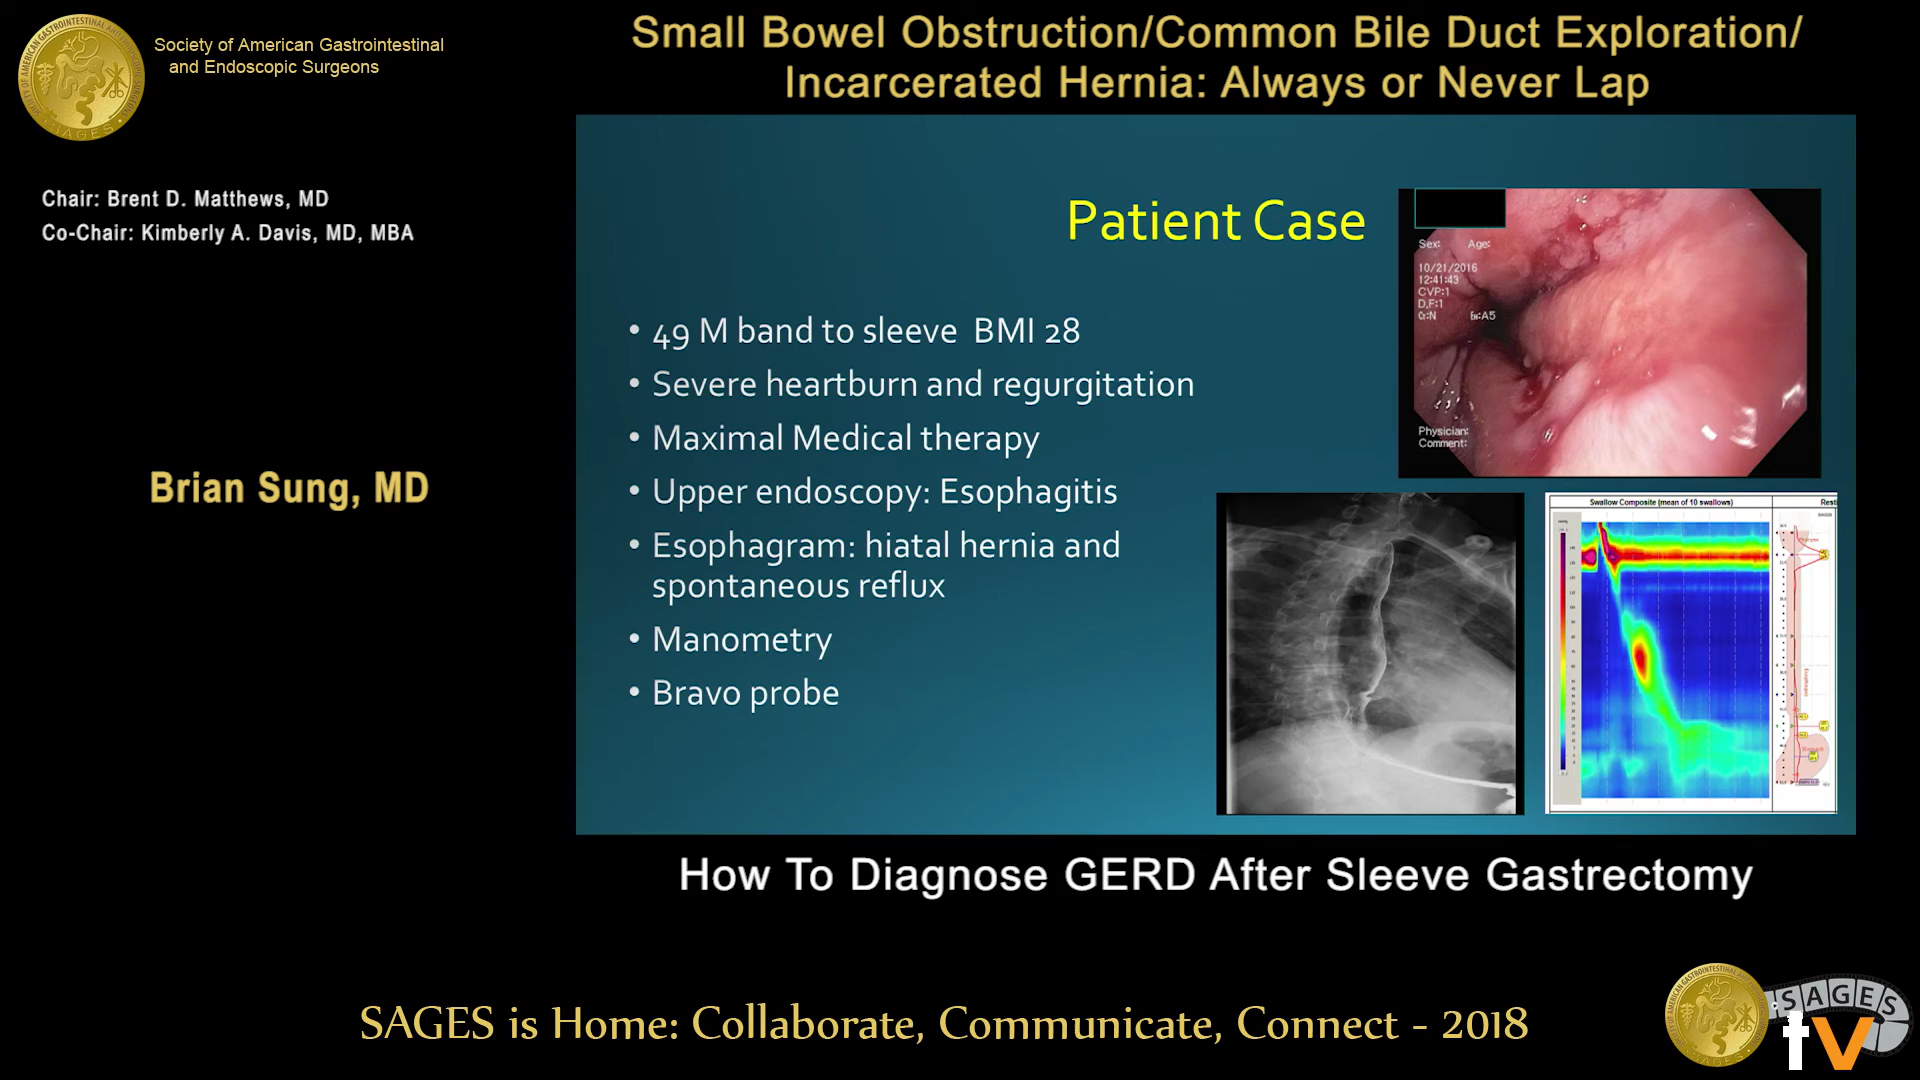 Society of American Gastrointestinal
and Endoscopic Surgeons
Small Bowel Obstruction/Common Bile Duct Exploration/
Incarcerated Hernia: Always or Never Lap
Chair: Brent D. Matthews, MD
Co-Chair: Kimberly A. Davis, MD, MBA
Brian Sung, MD
Patient Case
• 49 M band to sleeve BMI 28
• Severe heartburn and regurgitation
• Maximal Medical therapy
• Upper endoscopy: Esophagitis
• Esophagram: hiatal hernia and
spontaneous reflux
• Manometry
• Bravo probe
Sex: Age:
10/21/2016
12:41:43
CVP:1
D.F:1
Physician:
Comment:
Swallow Composite (mean of 10 swallows)
How To Diagnose GERD After Sleeve Gastrectomy
SAGES is Home: Collaborate, Communicate, Connect - 2018
SAGES
tv